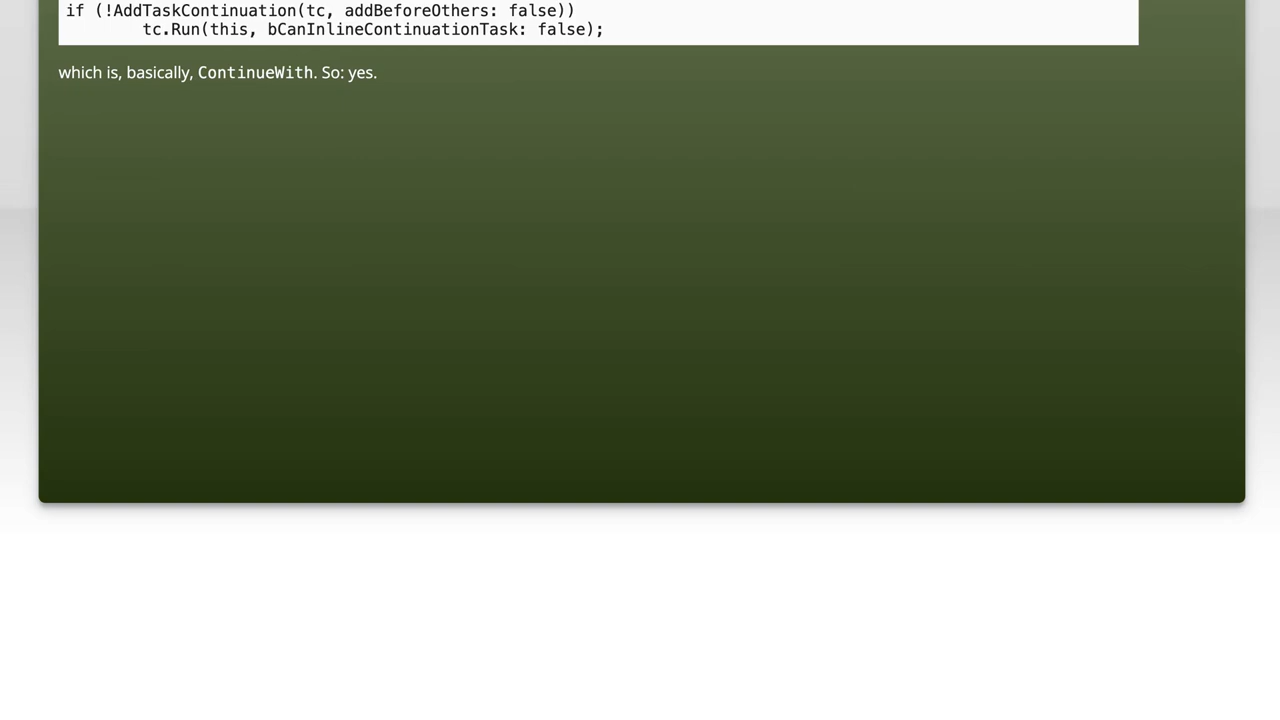 if (!AddTaskContinuation(tc, addBeforeOthers: false))
        tc.Run(this, bCanInlineContinuationTask: false);
which is, basically, ContinueWith. So: yes.